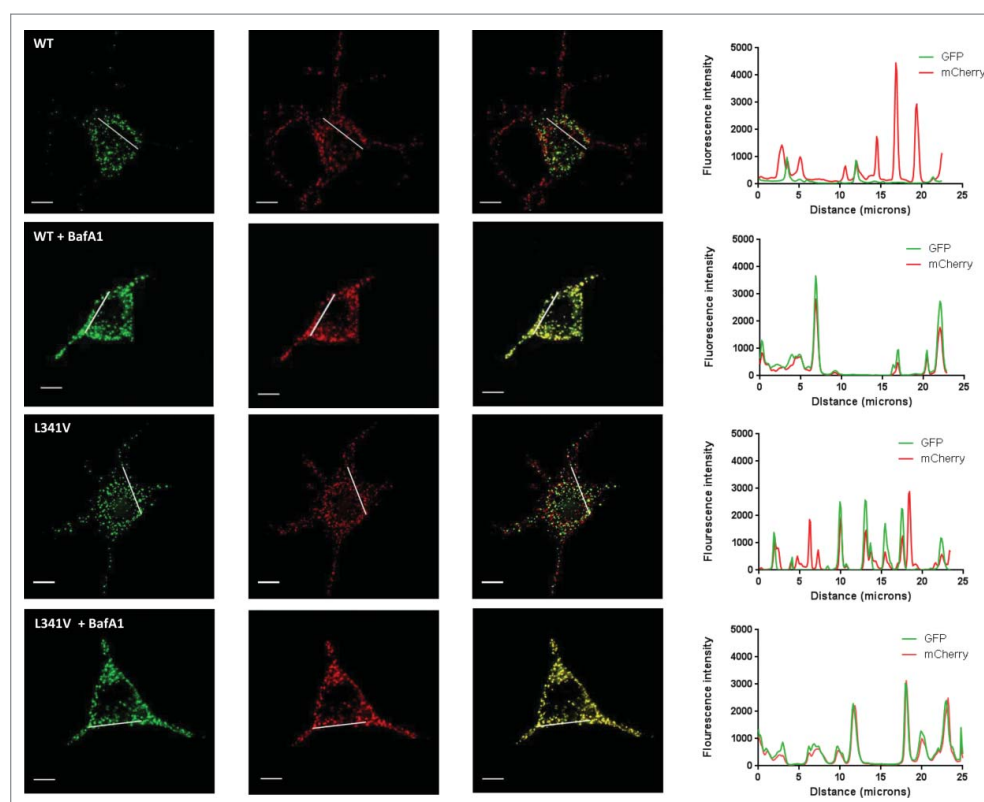 WT
5000
4000
3000
2000
1000
0
Fluorescence intensity
GFP
mCherry
0 5 10 15 20 25
Distance (microns)
WT + BafA1
5000
4000
3000
2000
1000
0
Fluorescence intensity
GFP
mCherry
0 5 10 15 20 25
Distance (microns)
L341V
5000
4000
3000
2000
1000
0
Flourescence intensity
GFP
mCherry
0 5 10 15 20 25
Distance (microns)
L341V + BafA1
5000
4000
3000
2000
1000
0
Fluorescence intensity
GFP
mCherry
0 5 10 15 20 25
Distance (microns)